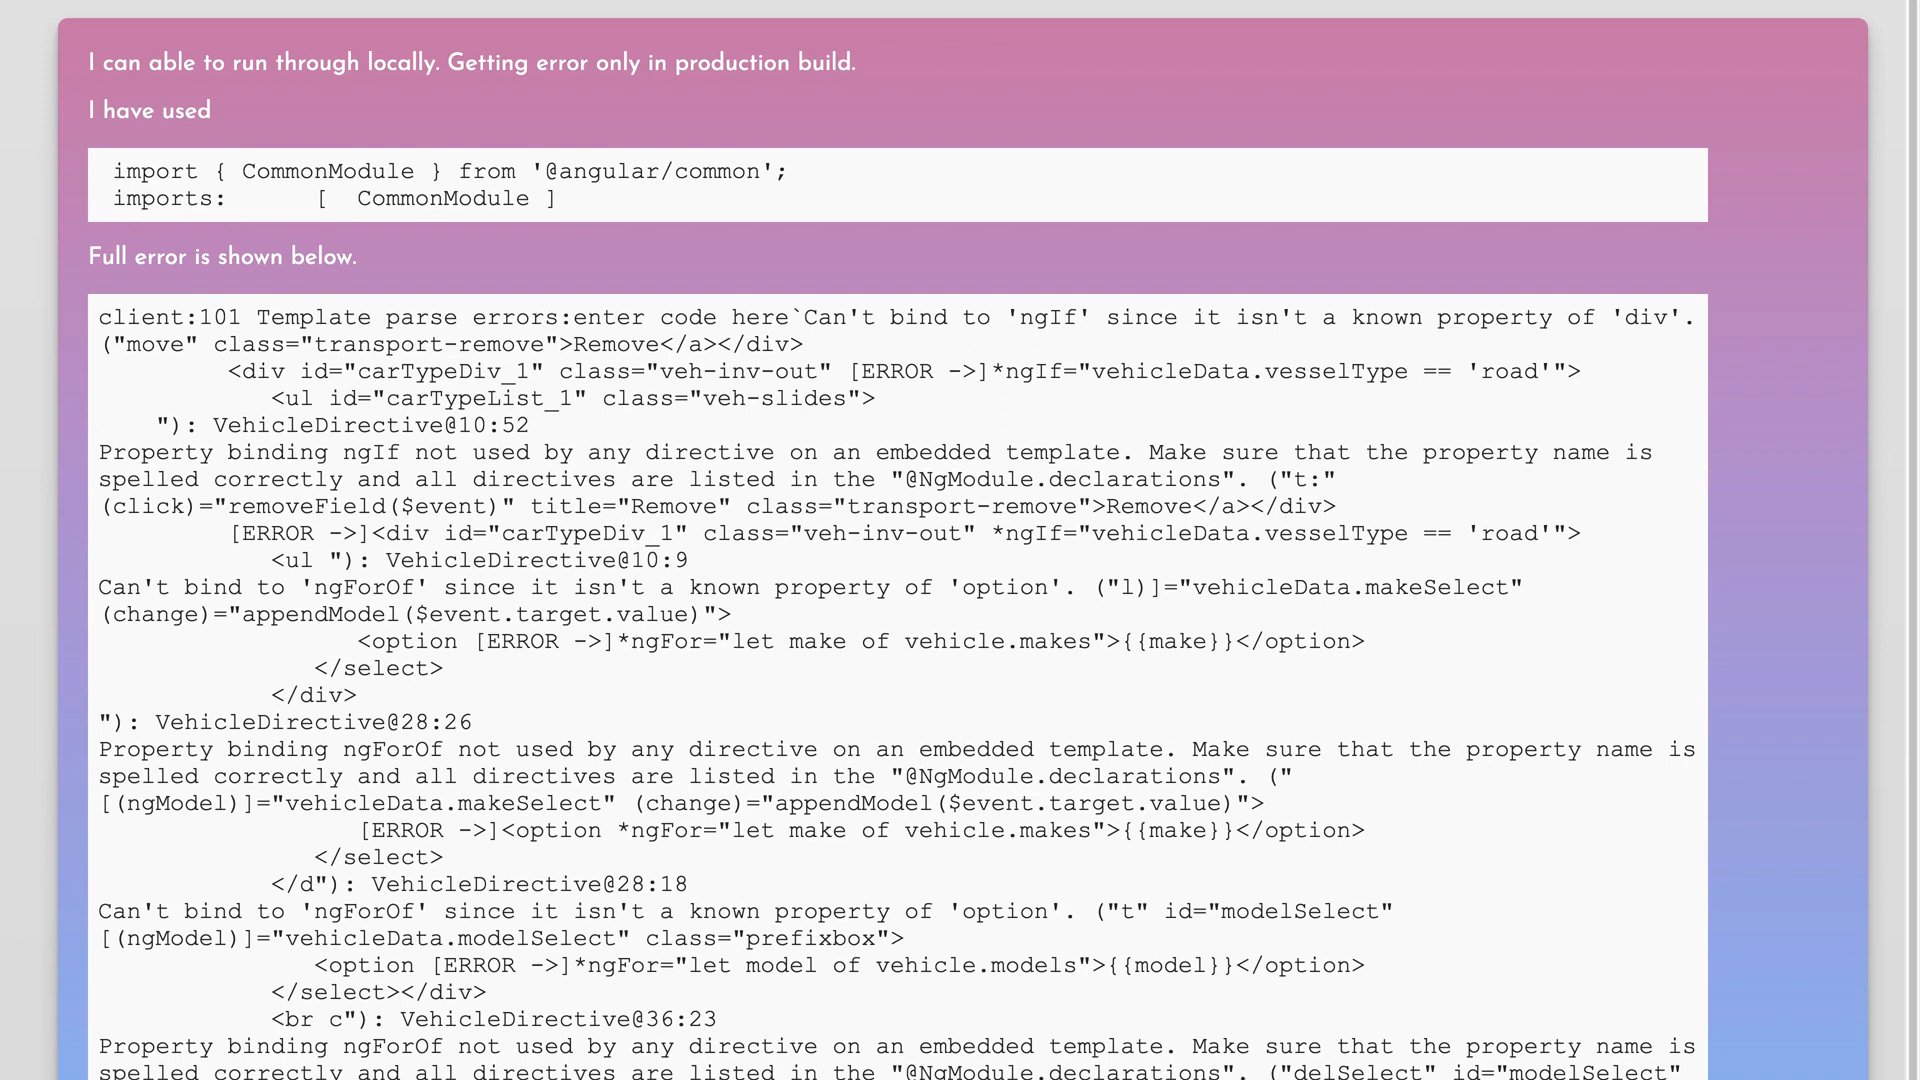 I can able to run through locally. Getting error only in production build.
I have used
import { CommonModule } from '@angular/common';
imports:      [  CommonModule ]
Full error is shown below.
client:101 Template parse errors:enter code here`Can't bind to 'ngIf' since it isn't a known property of 'div'.
("move" class="transport-remove">Remove</a></div>
<div id="carTypeDiv_1" class="veh-inv-out" [ERROR ->]*ngIf="vehicleData.vesselType == 'road'">
<ul id="carTypeList_1" class="veh-slides">
"): VehicleDirective@10:52
Property binding ngIf not used by any directive on an embedded template. Make sure that the property name is
spelled correctly and all directives are listed in the "@NgModule.declarations". ("t:"
(click)="removeField($event)" title="Remove" class="transport-remove">Remove</a></div>
[ERROR ->]<div id="carTypeDiv_1" class="veh-inv-out" *ngIf="vehicleData.vesselType == 'road'">
<ul "): VehicleDirective@10:9
Can't bind to 'ngForOf' since it isn't a known property of 'option'. ("l)]="vehicleData.makeSelect"
(change)="appendModel($event.target.value)">
<option [ERROR ->]*ngFor="let make of vehicle.makes">{{make}}</option>
</select>
</div>
"): VehicleDirective@28:26
Property binding ngForOf not used by any directive on an embedded template. Make sure that the property name is
spelled correctly and all directives are listed in the "@NgModule.declarations". ("
[(ngModel)]="vehicleData.makeSelect" (change)="appendModel($event.target.value)">
[ERROR ->]<option *ngFor="let make of vehicle.makes">{{make}}</option>
</select>
</d"): VehicleDirective@28:18
Can't bind to 'ngForOf' since it isn't a known property of 'option'. ("t" id="modelSelect"
[(ngModel)]="vehicleData.modelSelect" class="prefixbox">
<option [ERROR ->]*ngFor="let model of vehicle.models">{{model}}</option>
</select></div>
<br c"): VehicleDirective@36:23
Property binding ngForOf not used by any directive on an embedded template. Make sure that the property name is
spelled correctly and all directives are listed in the "@NgModule.declarations". ("delSelect" id="modelSelect"